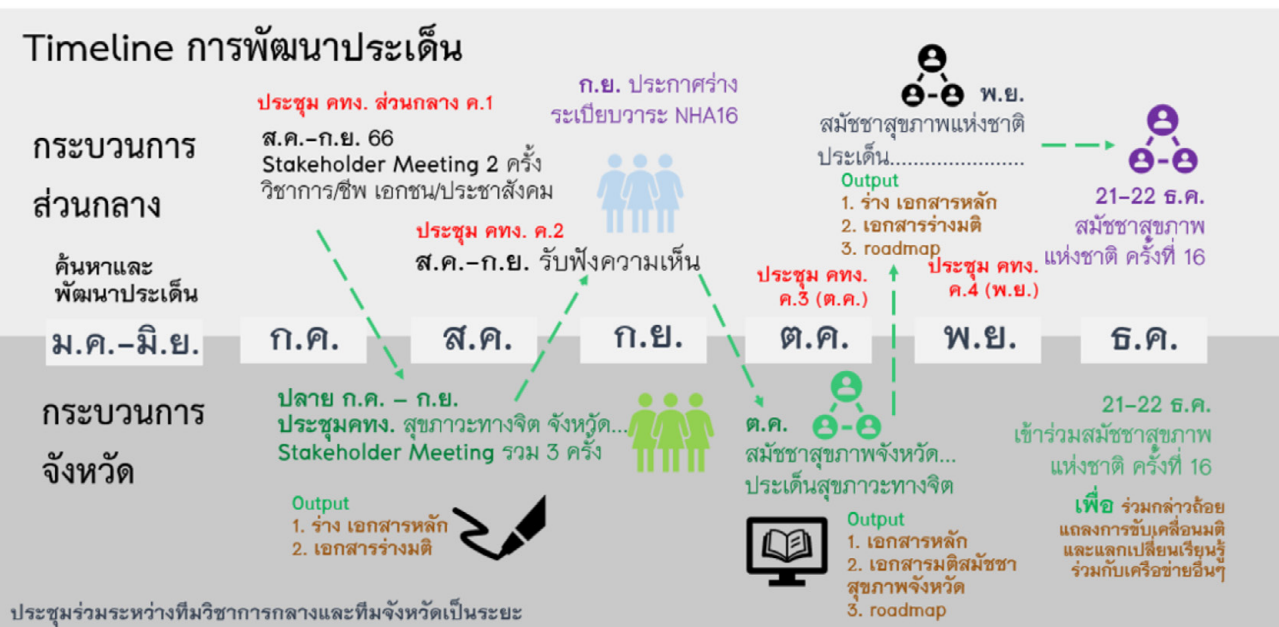 Timeline การพัฒนาประเด็น
กระบวนการ
ส่วนกลาง
ค้นหาและ
พัฒนาประเด็น
ประชุม คทง. ส่วนกลาง ค.1
ส.ค.-ก.ย. 66
Stakeholder Meeting 2 ครั้ง
วิชาการ/ชีพ เอกชน/ประชาสังคม
ประชุม คทง. ค.2
ส.ค.-ก.ย. รับฟังความเห็น
ก.ย. ประกาศร่าง
ระเบียบวาระ NHA16
ประชุม คทง.
ค.3 (ต.ค.)
พ.ย.
สมัชชาสุขภาพแห่งชาติ
ประเด็น.......................
Output
1. ร่าง เอกสารหลัก
2. เอกสารร่างมติ
3. roadmap
ประชุม คทง.
ค.4 (พ.ย.)
21-22 ธ.ค.
สมัชชาสุขภาพ
แห่งชาติ ครั้งที่ 16
ม.ค.-มิ.ย. ก.ค. ส.ค. ก.ย. ต.ค. พ.ย. ธ.ค.
กระบวนการ
จังหวัด
ปลาย ก.ค. - ก.ย.
ประชุมคทง. สุขภาวะทางจิต จังหวัด...
Stakeholder Meeting รวม 3 ครั้ง
Output
1. ร่าง เอกสารหลัก
2. เอกสารร่างมติ
ต.ค.
สมัชชาสุขภาพจังหวัด...
ประเด็นสุขภาวะทางจิต
Output
1. เอกสารหลัก
2. เอกสารมติสมัชชา
สุขภาพจังหวัด
3. roadmap
21-22 ธ.ค.
เข้าร่วมสมัชชาสุขภาพ
แห่งชาติ ครั้งที่ 16
เพื่อ ร่วมกล่าวถ้อย
แถลงการขับเคลื่อนมติ
และแลกเปลี่ยนเรียนรู้
ร่วมกับเครือข่ายอื่นๆ
ประชุมร่วมระหว่างทีมวิชาการกลางและทีมจังหวัดเป็นระยะ